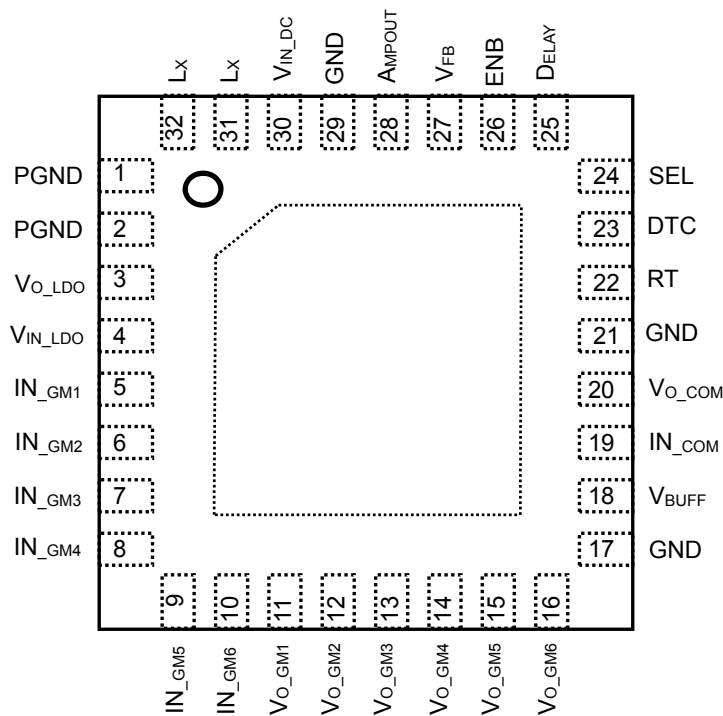 LX
LX
VIN_DC
GND
AMPOUT
VFB
ENB
DELAY
32
31
30
29
28
27
26
25
PGND 1
PGND 2
VO_LDO 3
VIN_LDO 4
IN_GM1 5
IN_GM2 6
IN_GM3 7
IN_GM4 8
24 SEL
23 DTC
22 RT
21 GND
20 VO_COM
19 IN_COM
18 VBUFF
17 GND
9
10
11
12
13
14
15
16
IN_GM5
IN_GM6
VO_GM1
VO_GM2
VO_GM3
VO_GM4
VO_GM5
VO_GM6